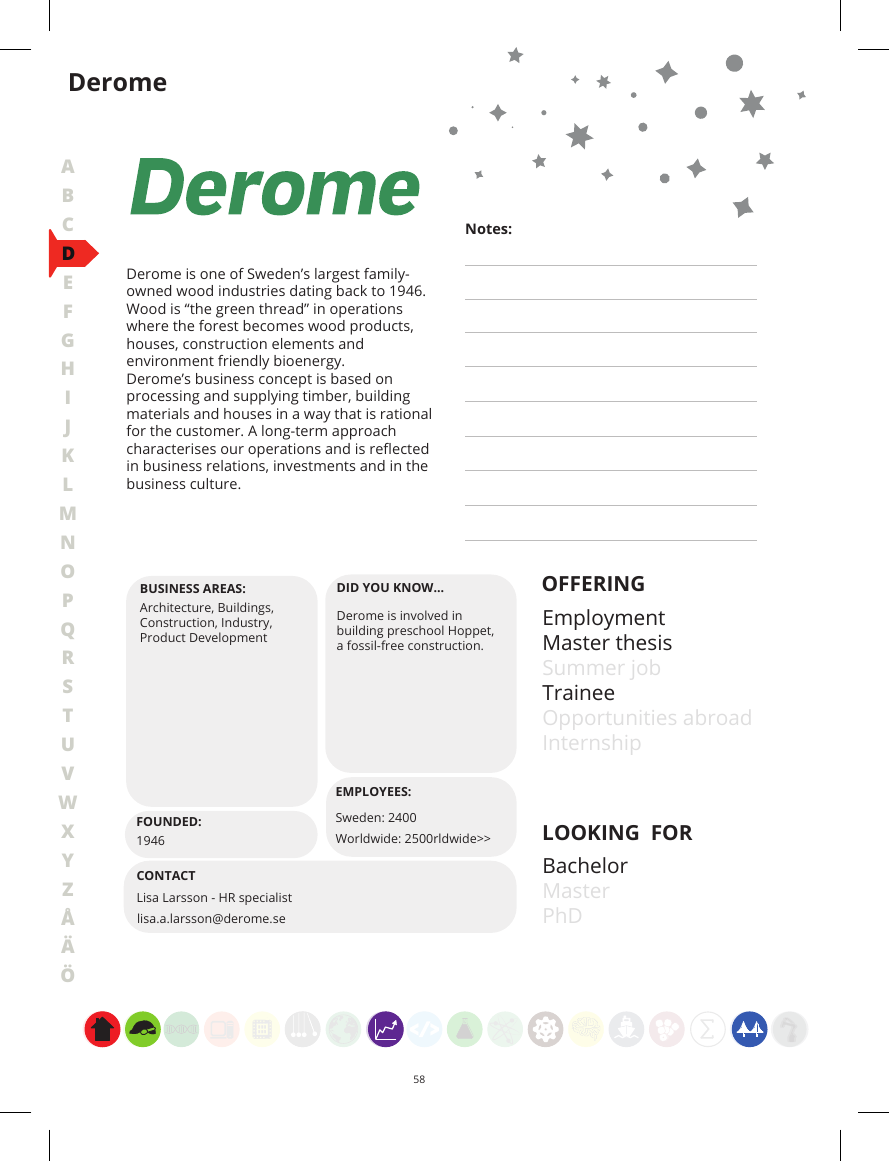 Derome
Derome
A
B
C
D
E
F
G
H
I
J
K
L
M
N
O
P
Q
R
S
T
U
V
W
X
Y
Z
Å
Ä
Ö
Derome is one of Sweden’s largest family-
owned wood industries dating back to 1946.
Wood is “the green thread” in operations
where the forest becomes wood products,
houses, construction elements and
environment friendly bioenergy.
Derome’s business concept is based on
processing and supplying timber, building
materials and houses in a way that is rational
for the customer. A long-term approach
characterises our operations and is reflected
in business relations, investments and in the
business culture.
Notes:
BUSINESS AREAS:
Architecture, Buildings,
Construction, Industry,
Product Development
DID YOU KNOW...
Derome is involved in
building preschool Hoppet,
a fossil-free construction.
FOUNDED:
1946
EMPLOYEES:
Sweden: 2400
Worldwide: 2500rldwide>>
CONTACT
Lisa Larsson - HR specialist
lisa.a.larsson@derome.se
OFFERING
Employment
Master thesis
Summer job
Trainee
Opportunities abroad
Internship
LOOKING FOR
Bachelor
Master
PhD
</>
Σ
58